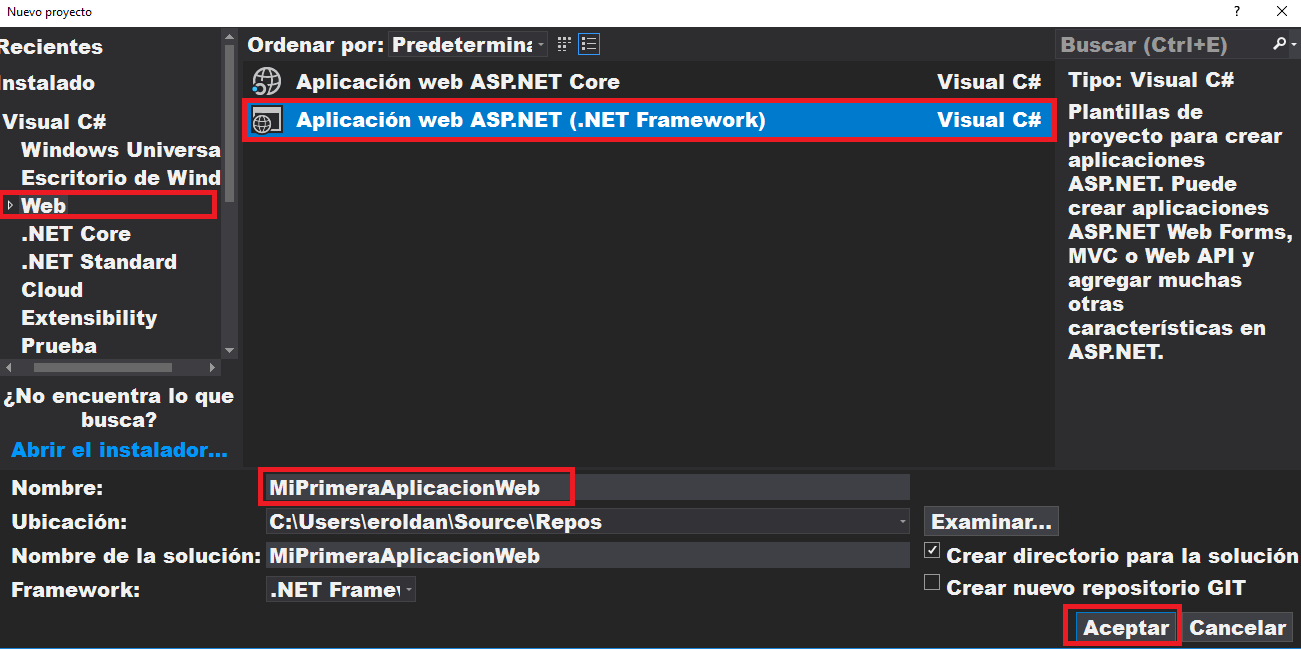 Nuevo proyecto
?
Recientes
nstalado
Visual C#
Windows Universa
Escritorio de Wind
Web
.NET Core
.NET Standard
Cloud
Extensibility
Prueba
¿No encuentra lo que
busca?
Abrir el instalador...
Ordenar por: Predetermina
Aplicación web ASP.NET Core Visual C#
Aplicación web ASP.NET (.NET Framework) Visual C#
Buscar (Ctrl+E)
Tipo: Visual C#
Plantillas de
proyecto para crear
aplicaciones
ASP.NET. Puede
crear aplicaciones
ASP.NET Web Forms,
MVC o Web API y
agregar muchas
otras
características en
ASP.NET.
Nombre: MiPrimeraAplicacionWeb
Ubicación: C:\Users\eroldan\Source\Repos Examinar...
Nombre de la solución: MiPrimeraAplicacionWeb
Crear directorio para la solución
Framework: .NET Framew
Crear nuevo repositorio GIT
Aceptar Cancelar